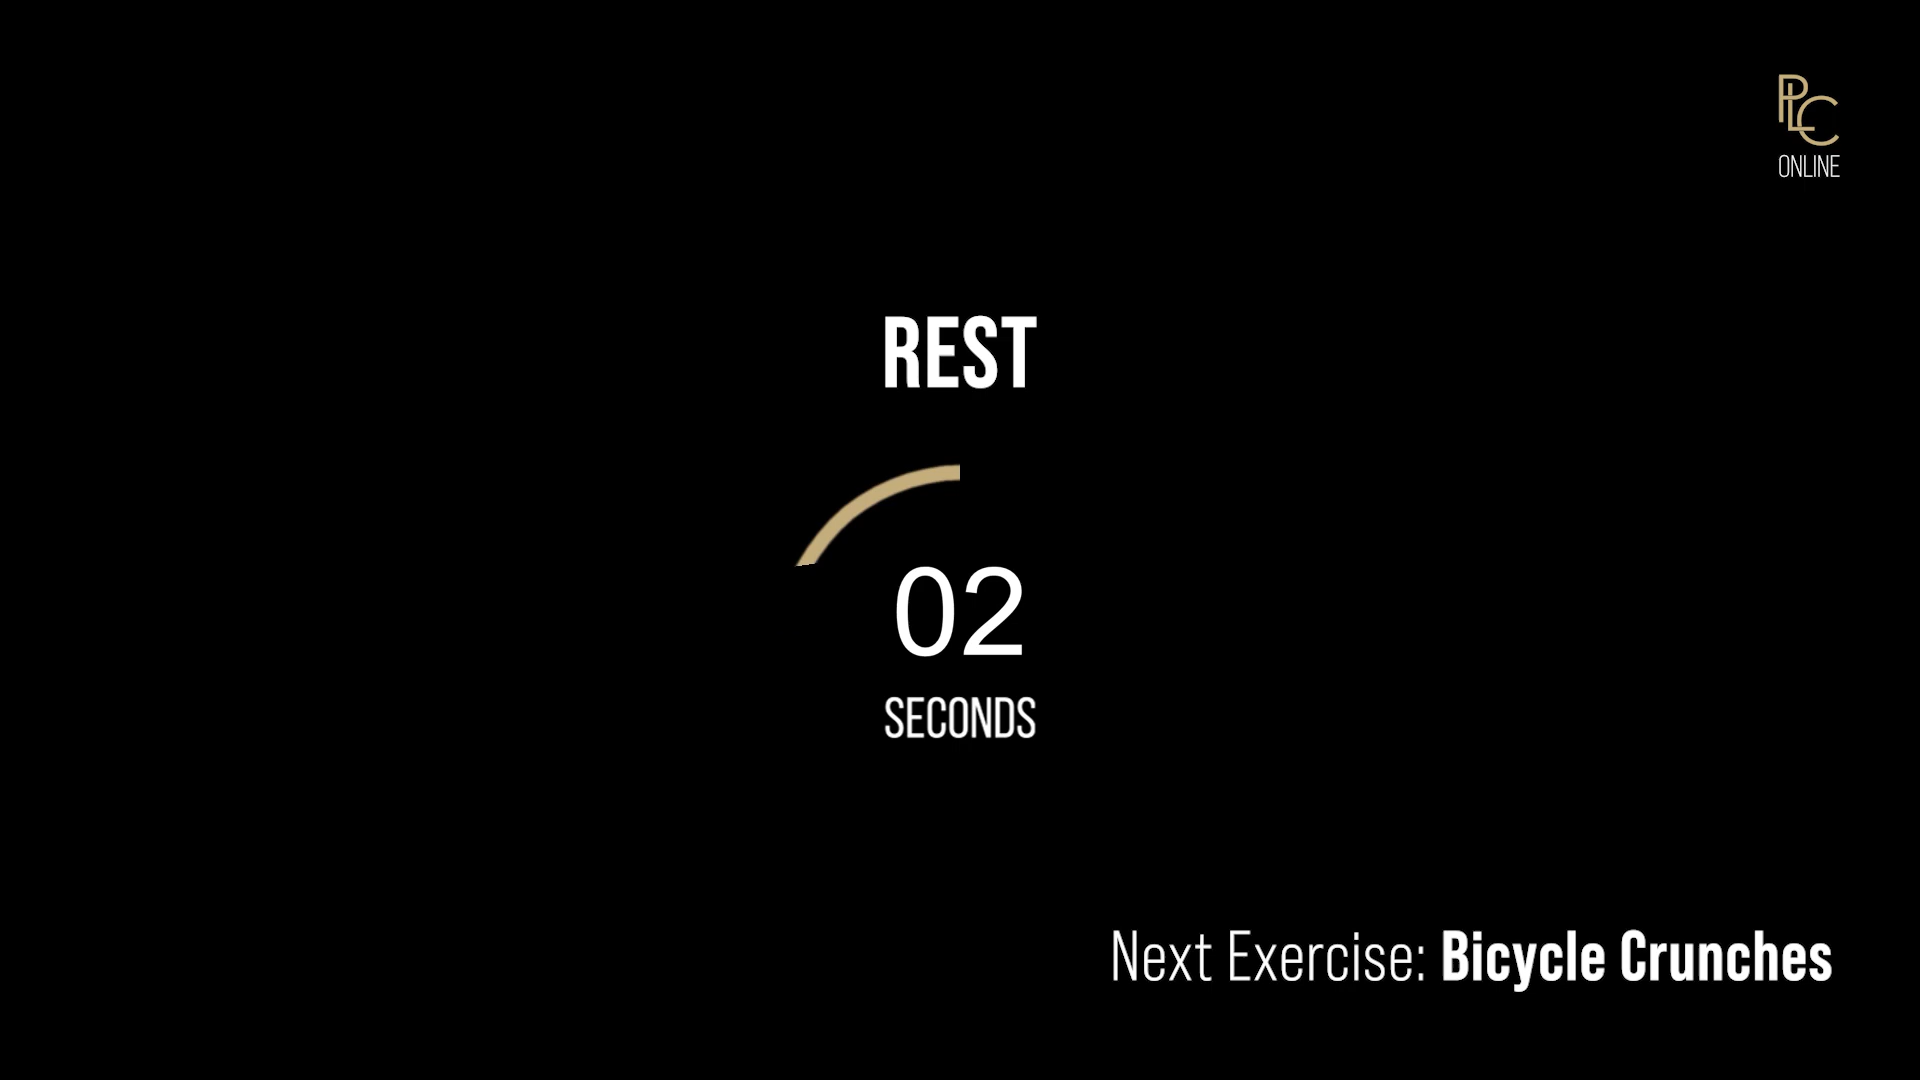 PLC
ONLINE
REST
02
SECONDS
Next Exercise: Bicycle Crunches